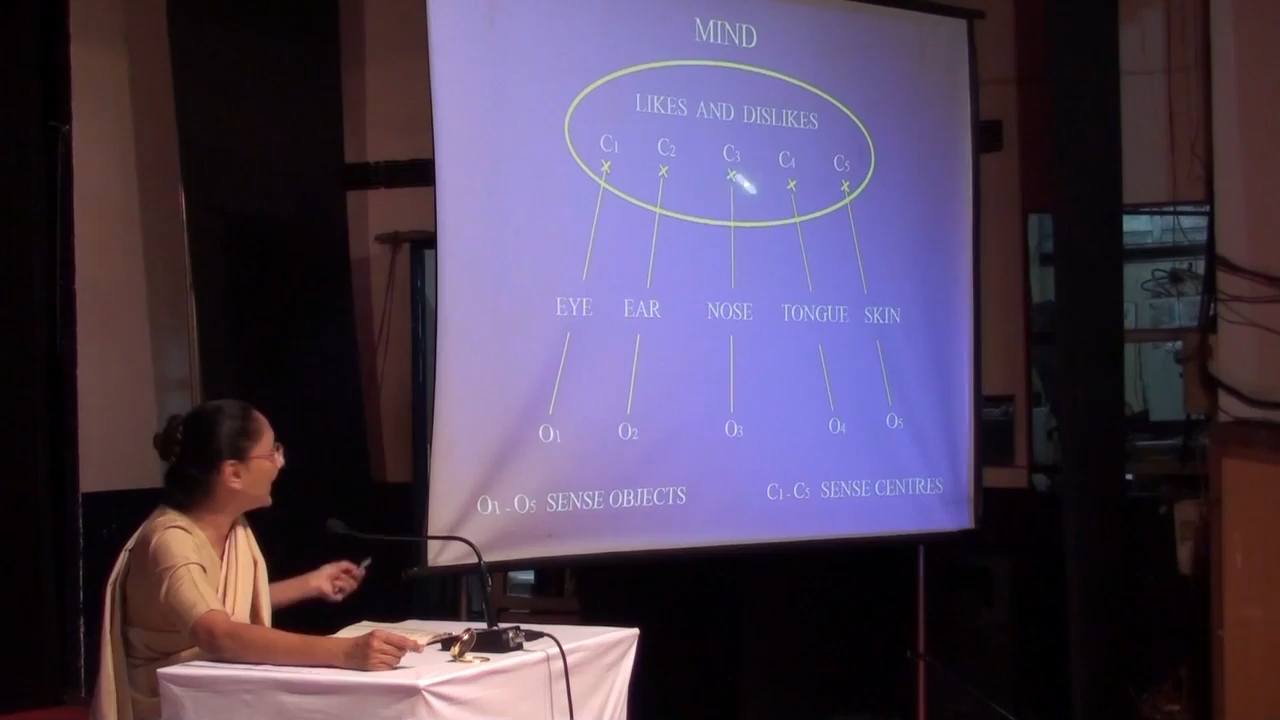 MIND
LIKES AND DISLIKES
C1 C2 C3 C4 C5
EYE EAR NOSE TONGUE SKIN
O1 O2 O3 O4 O5
O1 - O5 SENSE OBJECTS C1 - C5 SENSE CENTRES